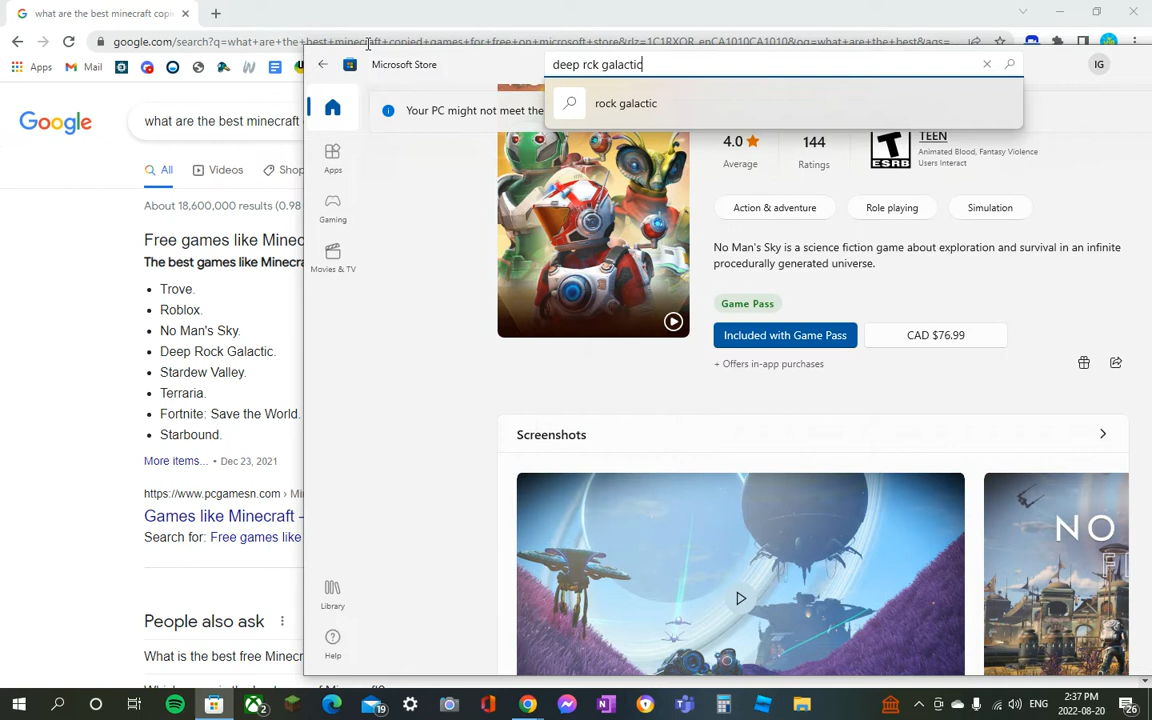 what are the best minecraft copi
google.com/search?q=what+are+the+best+minecraft+copied+games+for+free+on+microsoft+store&rlz=1C1RXQR_enCA1010CA1010&oq=what+are+the+best&aqs=
Apps
Mail
Google
what are the best minecraft
All
Videos
Shop
About 18,600,000 results (0.98
Free games like Minec
The best games like Minecra
Trove.
Roblox.
No Man's Sky.
Deep Rock Galactic.
Stardew Valley.
Terraria.
Fortnite: Save the World.
Starbound.
More items...
Dec 23, 2021
https://www.pcgamesn.com › Mi
Games like Minecraft -
Search for: Free games like
People also ask
What is the best free Minecr
Microsoft Store
deep rck galactic
IG
rock galactic
Your PC might not meet the
Apps
Gaming
Movies & TV
Library
Help
4.0
Average
144
Ratings
T
ESRB
TEEN
Animated Blood, Fantasy Violence
Users Interact
Action & adventure
Role playing
Simulation
No Man's Sky is a science fiction game about exploration and survival in an infinite
procedurally generated universe.
Game Pass
Included with Game Pass
CAD $76.99
+ Offers in-app purchases
Screenshots
NO
2
19
ENG
2:37 PM
2022-08-20
26